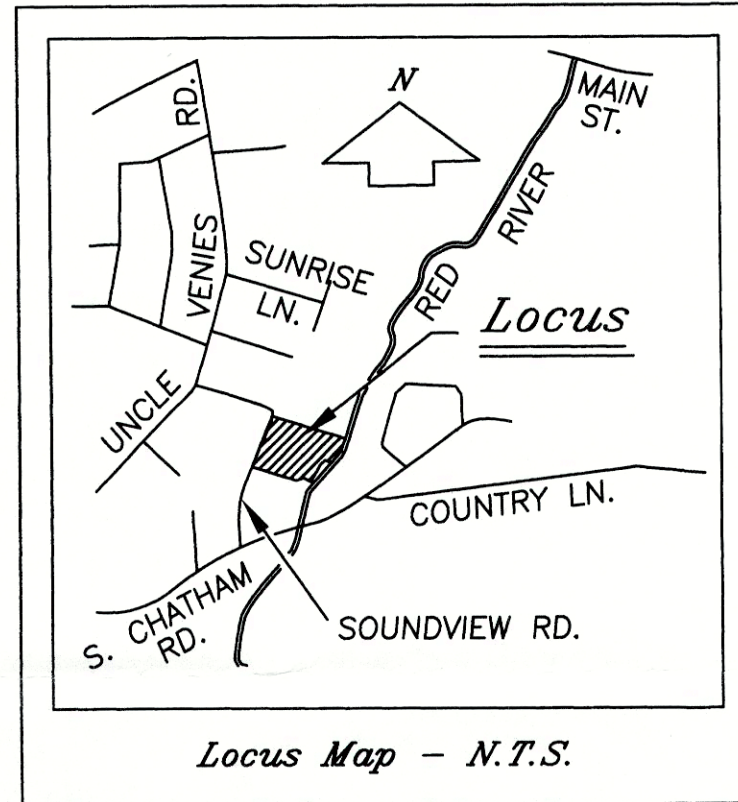 RD.
N
MAIN
ST.
VENIES
SUNRISE
LN.
RED
RIVER
Locus
UNCLE
COUNTRY LN.
S. CHATHAM
RD.
SOUNDVIEW RD.
Locus Map – N.T.S.